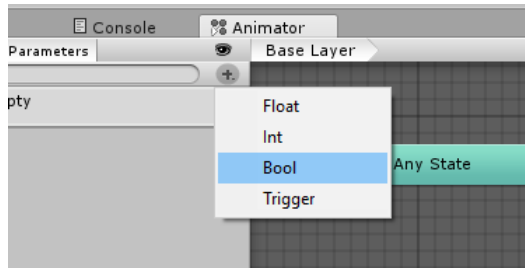 Console
Animator
Parameters
Base Layer
pty
Float
Int
Bool
Trigger
Any State